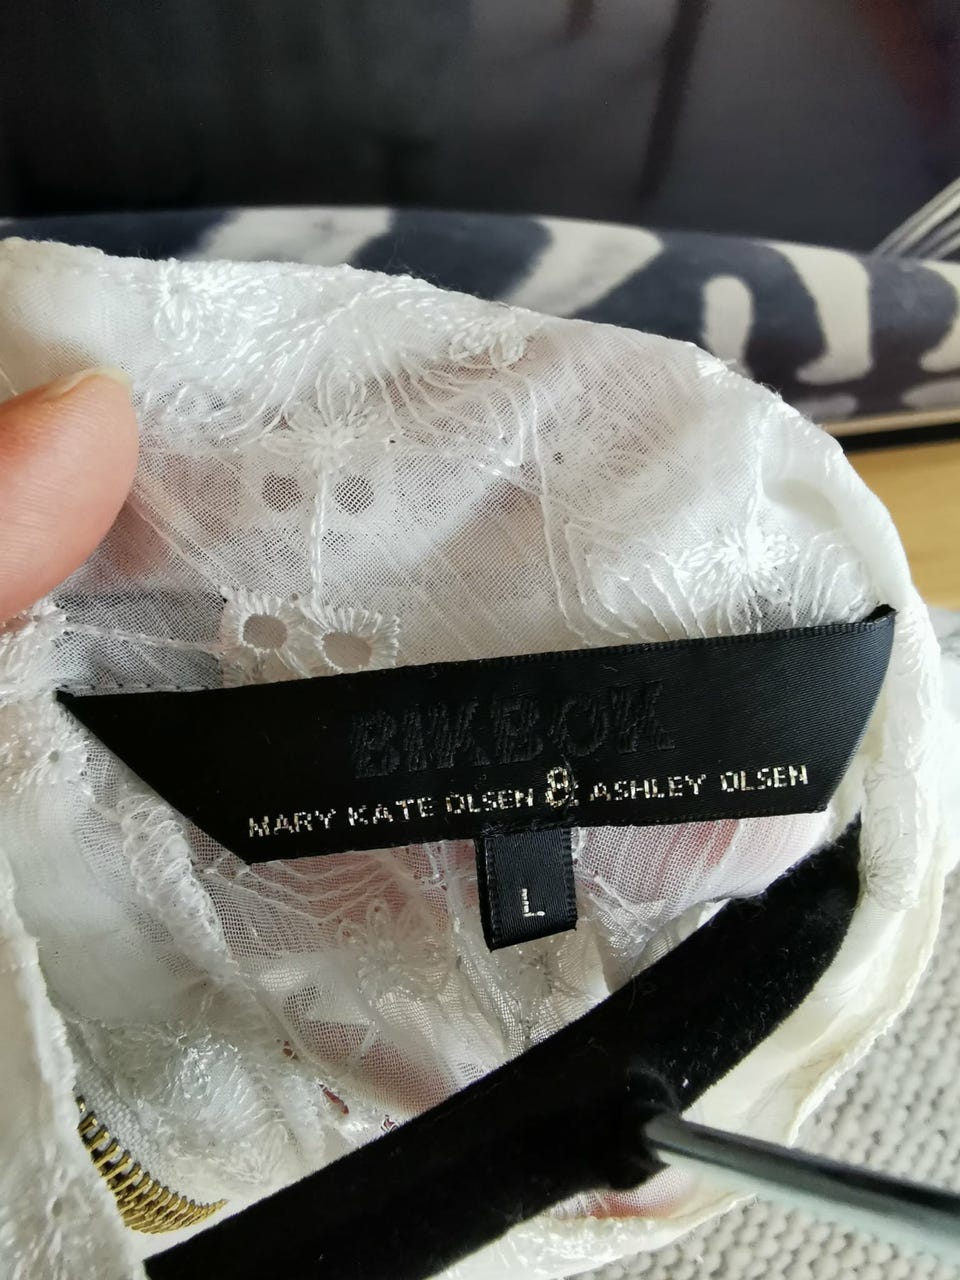 BIKBOK
MARY KATE OLSEN & ASHLEY OLSEN
L